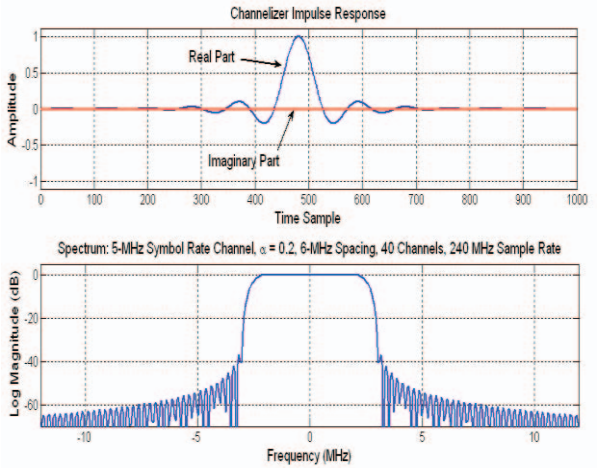 Channelizer Impulse Response
1
0.5
0
-0.5
-1
Amplitude
Real Part
Imaginary Part
0 100 200 300 400 500 600 700 800 900 1000
Time Sample
Spectrum: 5-MHz Symbol Rate Channel, α = 0.2, 6-MHz Spacing, 40 Channels, 240 MHz Sample Rate
0
-20
-40
-60
Log Magnitude (dB)
-10 -5 0 5 10
Frequency (MHz)